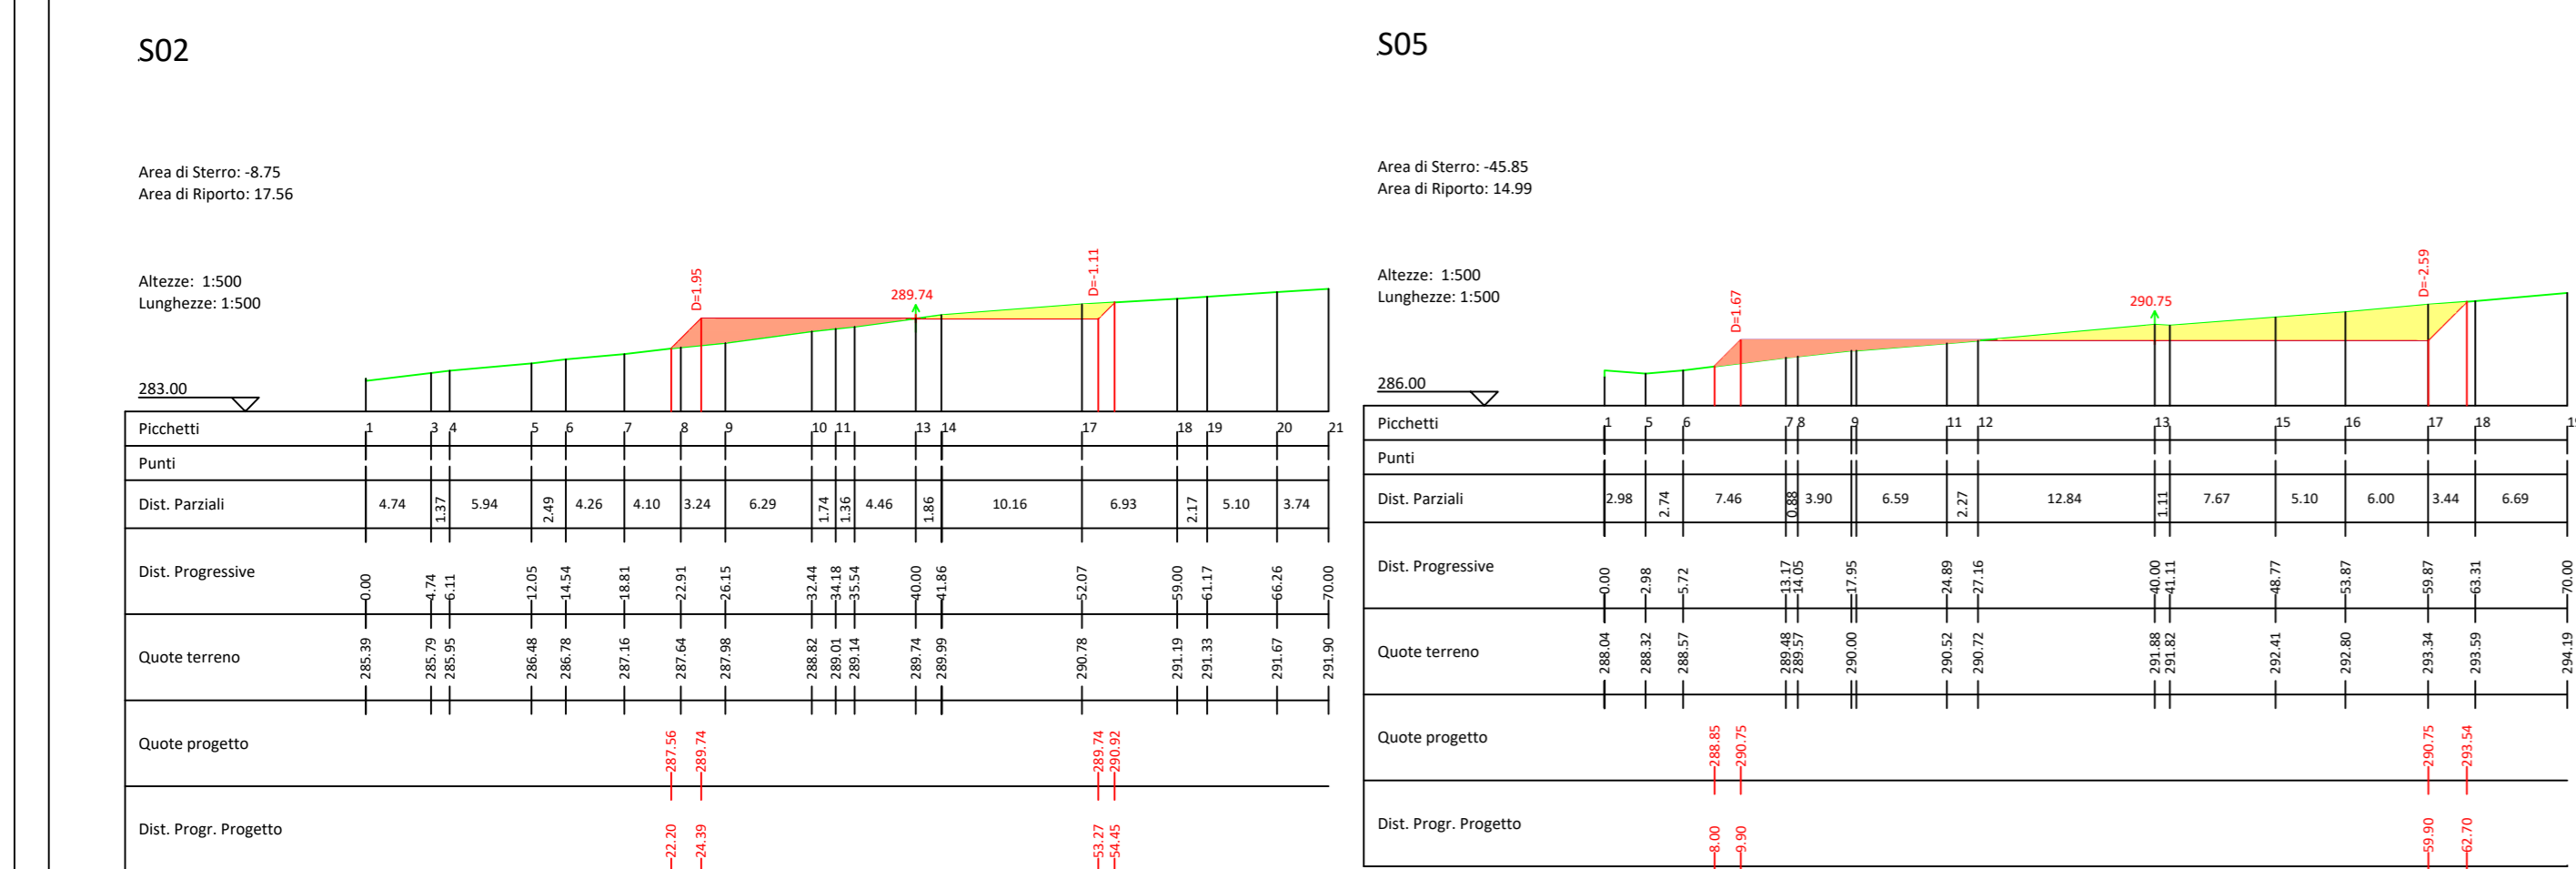 S02
Area di Sterro: -8.75
Area di Riporto: 17.56
Altezze: 1:500
Lunghezze: 1:500
D=1.95
289.74
D=-1.11
283.00
Picchetti 1 3 4 5 6 7 8 9 10 11 13 14 17 18 19 20 21
Punti
Dist. Parziali 4.74 1.37 5.94 2.49 4.26 4.10 3.24 6.29 1.74 1.36 4.46 1.86 10.16 6.93 2.17 5.10 3.74
Dist. Progressive 0.00 4.74 6.11 12.05 14.54 18.81 22.91 26.15 32.44 34.18 35.54 40.00 41.86 52.07 59.00 61.17 66.26 70.00
Quote terreno 285.39 285.79 285.95 286.48 286.78 287.16 287.64 287.98 288.82 289.01 289.14 289.74 289.99 290.78 291.19 291.33 291.67 291.90
Quote progetto 287.56 289.74 289.74 290.92
Dist. Progr. Progetto 22.20 24.39 53.27 54.45
S05
Area di Sterro: -45.85
Area di Riporto: 14.99
Altezze: 1:500
Lunghezze: 1:500
D=1.67
290.75
D=-2.59
286.00
Picchetti 1 5 6 7 8 9 11 12 13 15 16 17 18 19
Punti
Dist. Parziali 2.98 2.74 7.46 0.88 3.90 6.59 2.27 12.84 1.11 7.67 5.10 6.00 3.44 6.69
Dist. Progressive 0.00 2.98 5.72 13.17 14.05 17.95 24.89 27.16 40.00 41.11 48.77 53.87 59.87 63.31 70.00
Quote terreno 288.04 288.32 288.57 289.48 289.57 290.00 290.52 290.72 291.88 291.82 292.41 292.80 293.34 293.59 294.19
Quote progetto 288.85 290.75 290.75 293.54
Dist. Progr. Progetto 8.00 9.90 59.90 62.70